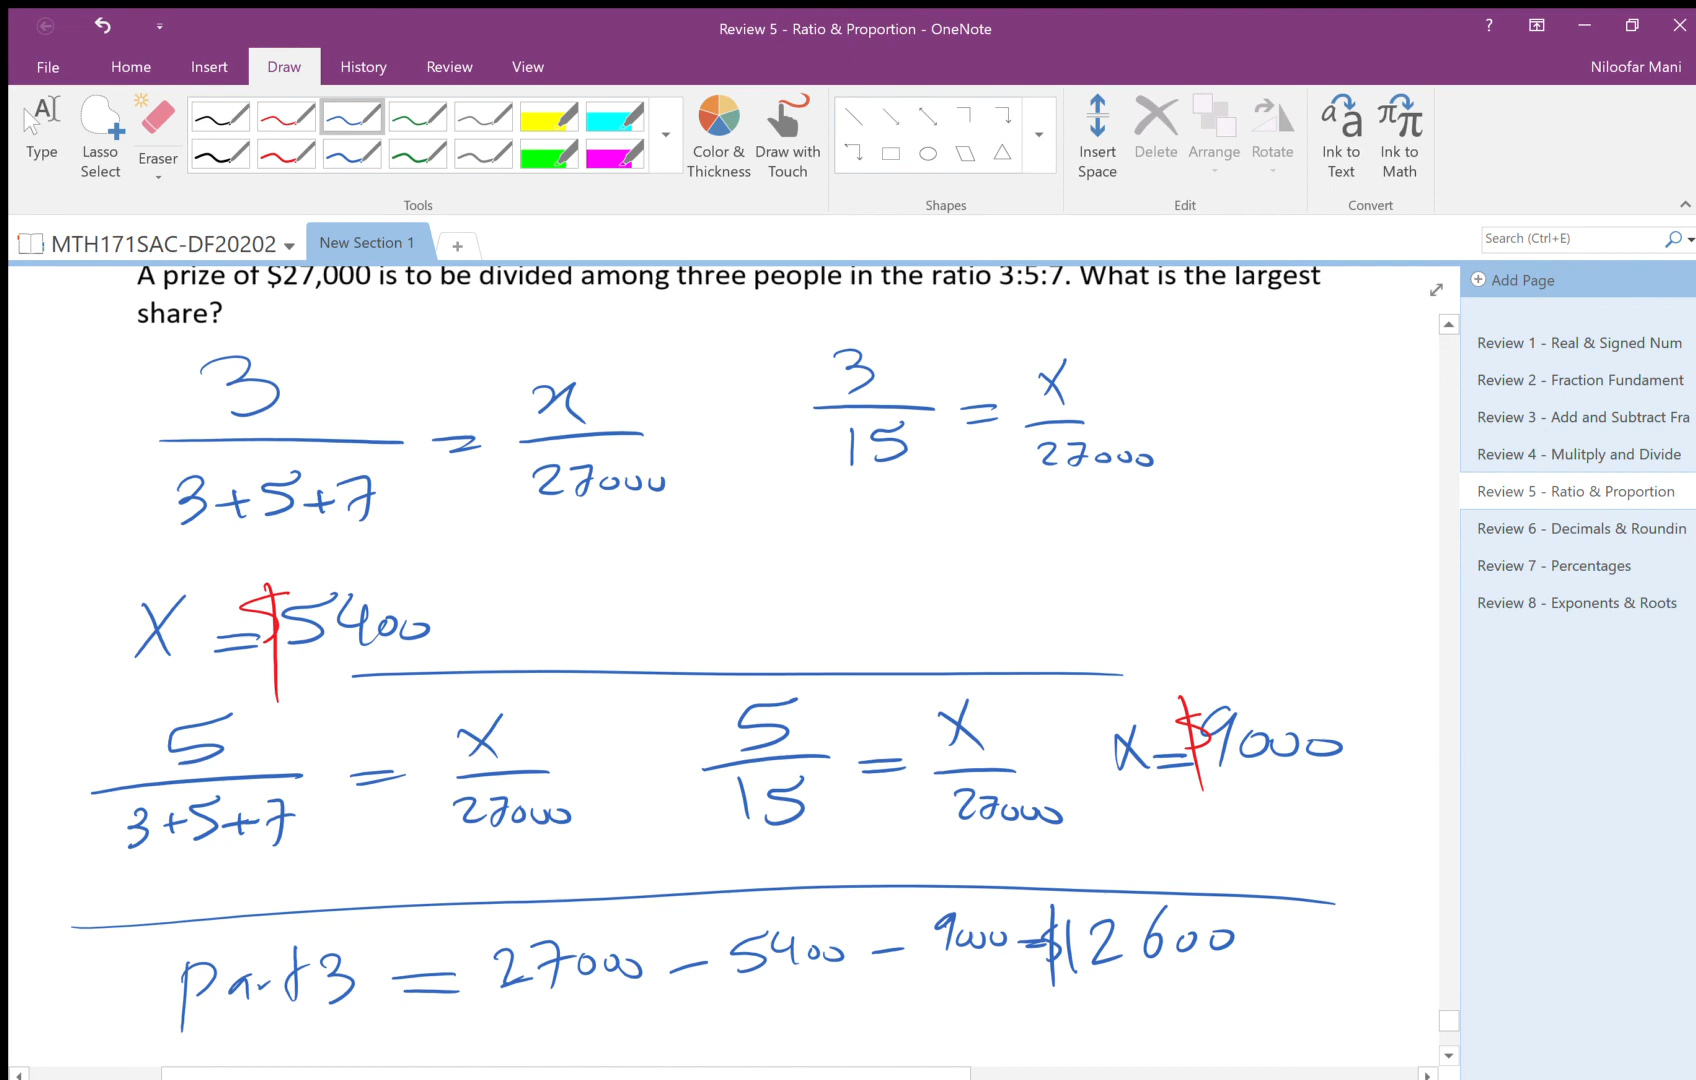 Review 5 - Ratio & Proportion - OneNote
?
File Home Insert Draw History Review View Niloofar Mani
Type
Lasso Select
Eraser
Color & Thickness
Draw with Touch
Insert Space
Delete
Arrange
Rotate
Ink to Text
Ink to Math
Tools Shapes Edit Convert
MTH171SAC-DF20202 New Section 1 +
Search (Ctrl+E)
A prize of $27,000 is to be divided among three people in the ratio 3:5:7. What is the largest
share?
3/(3+5+7) = x/27000 3/15 = x/27000
x = $5400
5/(3+5+7) = x/27000 5/15 = x/27000 x = $9000
part 3 = 27000 - 5400 - 9000 = $12600
Add Page
Review 1 - Real & Signed Num
Review 2 - Fraction Fundament
Review 3 - Add and Subtract Fra
Review 4 - Mulitply and Divide
Review 5 - Ratio & Proportion
Review 6 - Decimals & Roundin
Review 7 - Percentages
Review 8 - Exponents & Roots